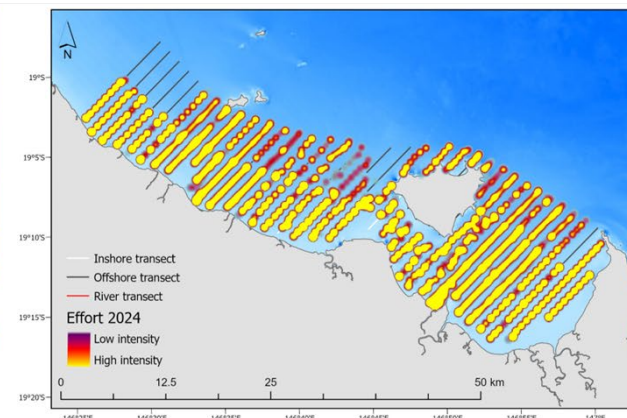 N
19°S
19°5'S
19°10'S
19°15'S
19°20'S
Inshore transect
Offshore transect
River transect
Effort 2024
Low intensity
High intensity
0 12.5 25 50 km